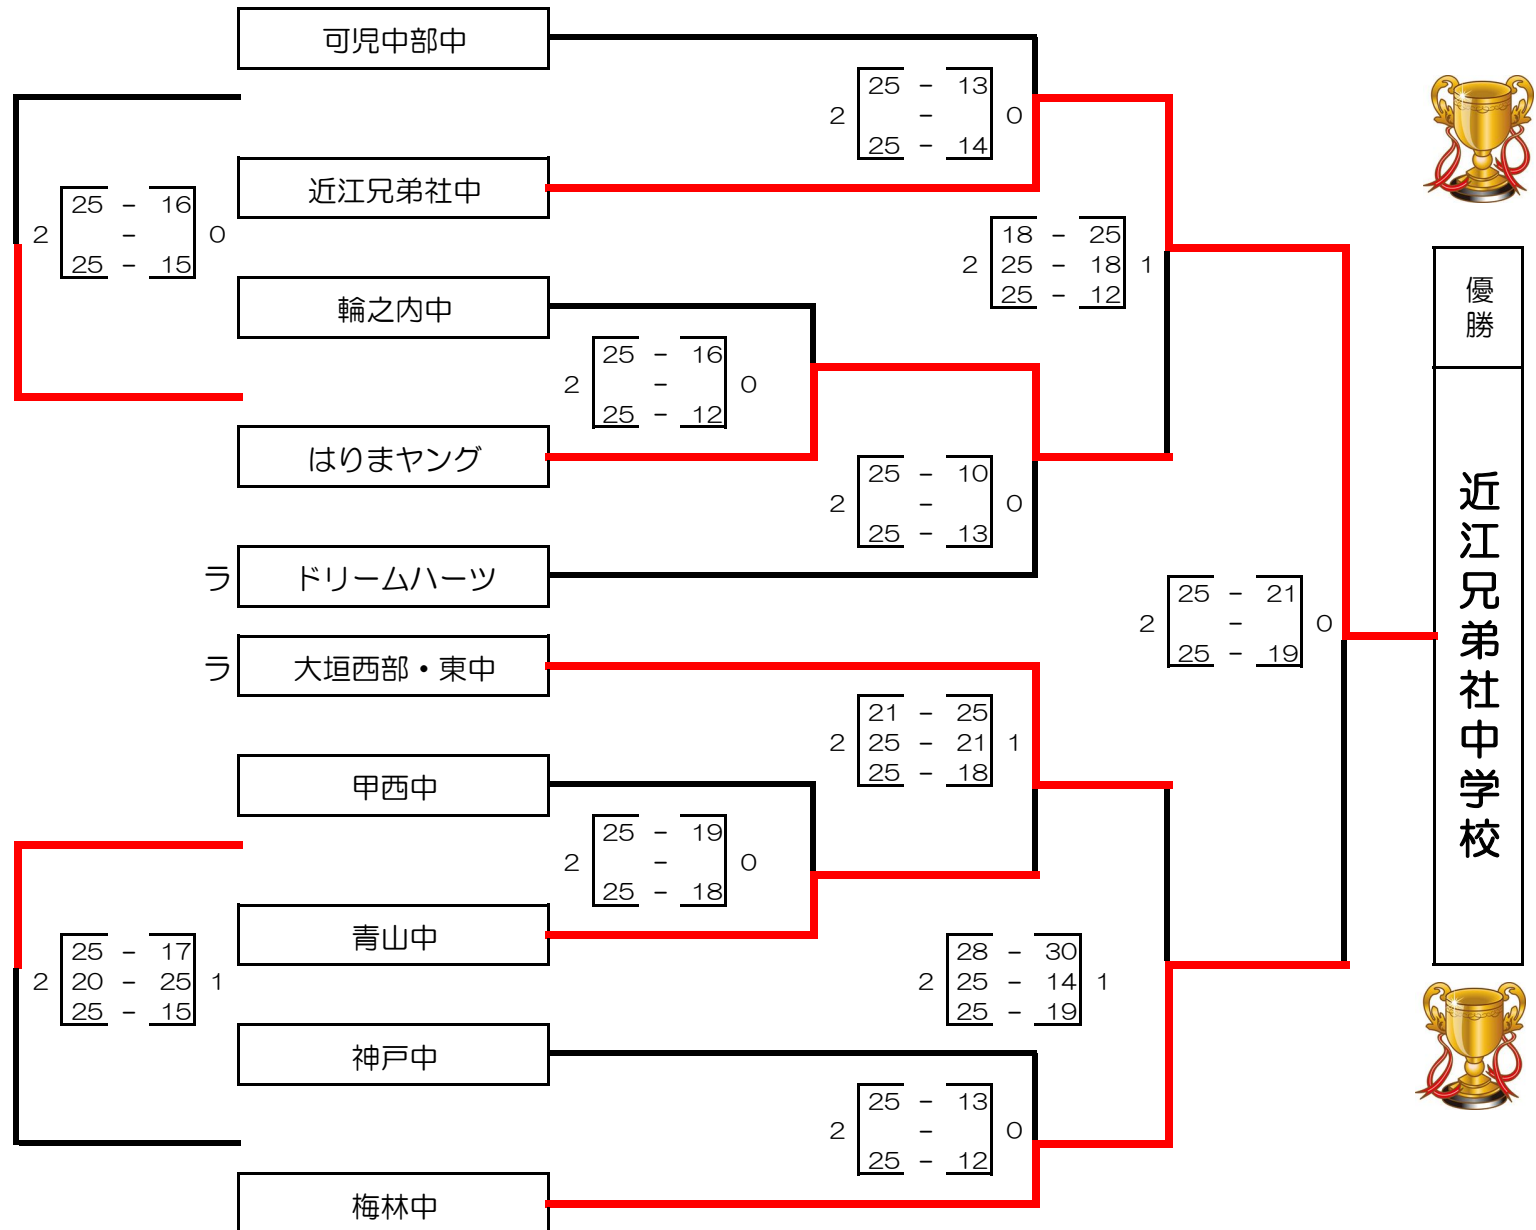 可児中部中
25 - 13
2 - 0
25 - 14
近江兄弟社中
25 - 16
2 - 0
25 - 15
18 - 25
2 25 - 18 1
25 - 12
優勝
輪之内中
25 - 16
2 - 0
25 - 12
はりまヤング
25 - 10
2 - 0
25 - 13
近江兄弟社中学校
ラ ドリームハーツ
25 - 21
2 - 0
25 - 19
ラ 大垣西部・東中
21 - 25
2 25 - 21 1
25 - 18
甲西中
25 - 19
2 - 0
25 - 18
青山中
25 - 17
2 20 - 25 1
25 - 15
28 - 30
2 25 - 14 1
25 - 19
神戸中
25 - 13
2 - 0
25 - 12
梅林中